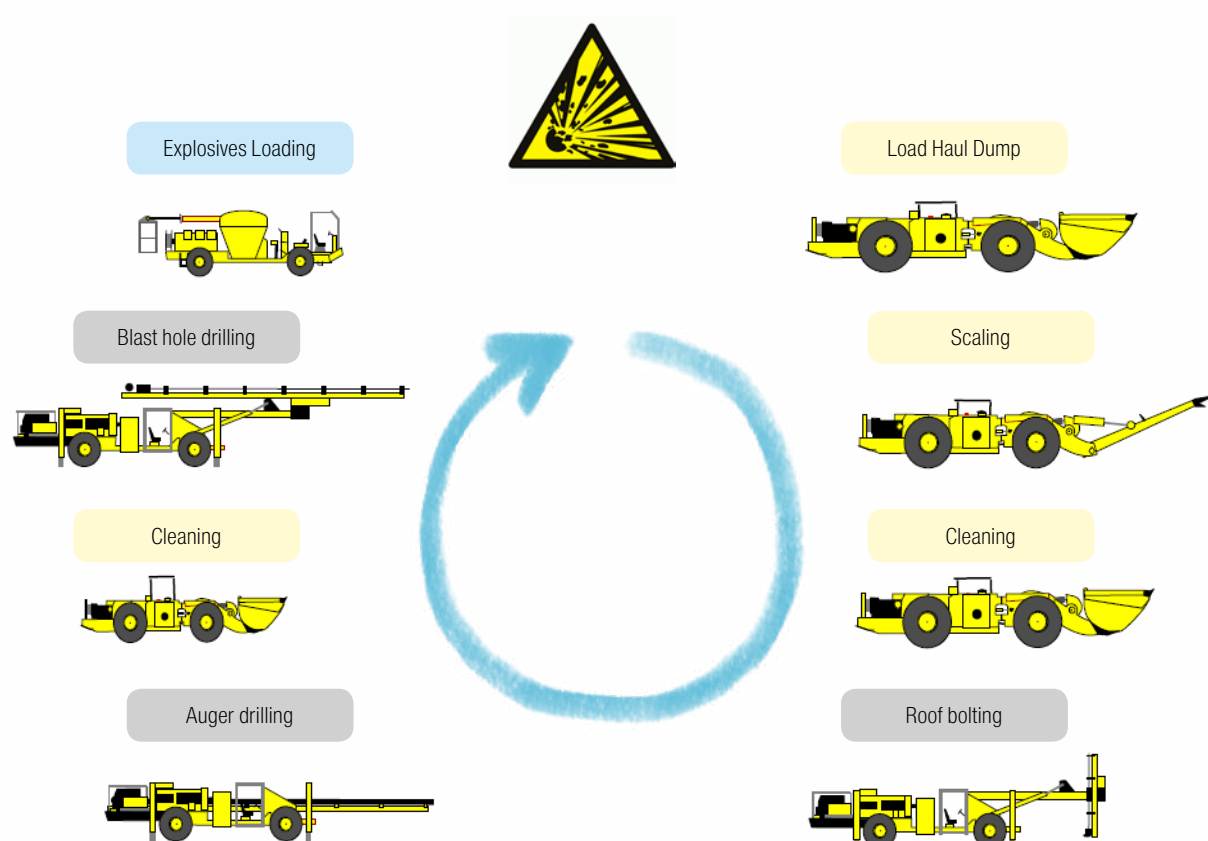 Explosives Loading
Load Haul Dump
Blast hole drilling
Scaling
Cleaning
Cleaning
Auger drilling
Roof bolting